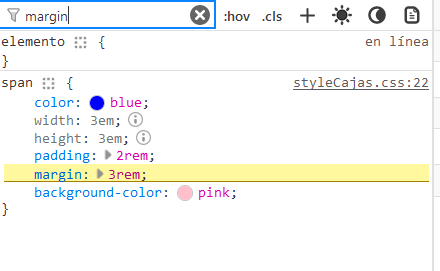 margin :hov .cls
elemento { en línea
}
span { styleCajas.css:22
color: blue;
width: 3em;
height: 3em;
padding: 2rem;
margin: 3rem;
background-color: pink;
}